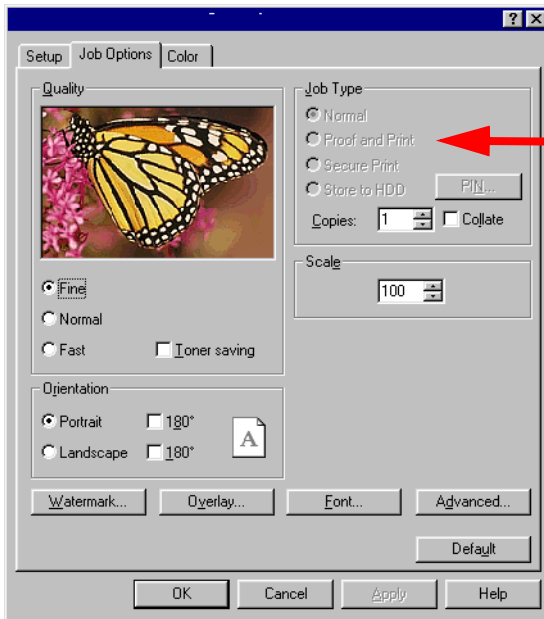 Setup
Job Options
Color
Quality
Fine
Normal
Fast
Toner saving
Orientation
Portrait
180°
Landscape
180°
A
Job Type
Normal
Proof and Print
Secure Print
Store to HDD
PIN...
Copies:
1
Collate
Scale
100
Watermark...
Overlay...
Font...
Advanced...
Default
OK
Cancel
Apply
Help